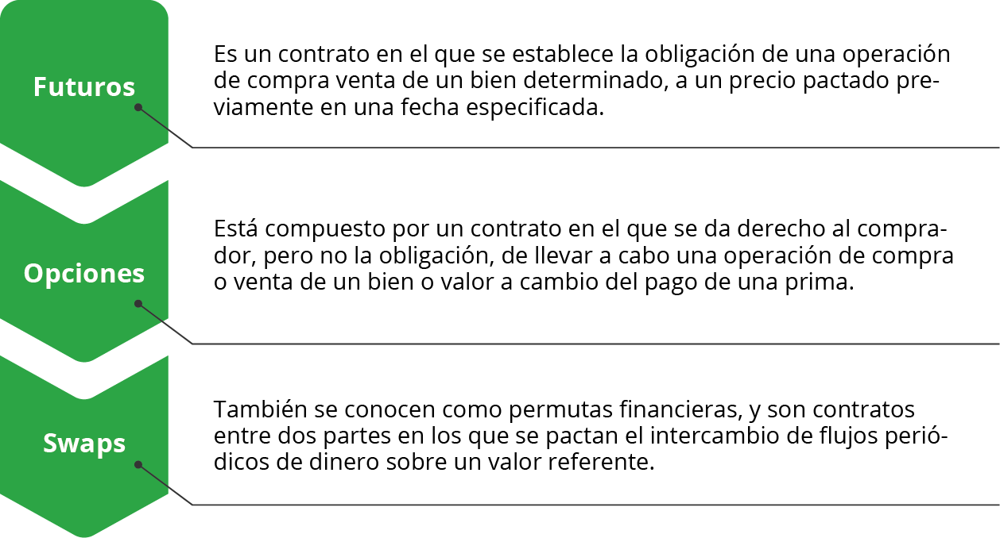 Futuros
Es un contrato en el que se establece la obligación de una operación
de compra venta de un bien determinado, a un precio pactado pre-
viamente en una fecha especificada.
Opciones
Está compuesto por un contrato en el que se da derecho al compra-
dor, pero no la obligación, de llevar a cabo una operación de compra
o venta de un bien o valor a cambio del pago de una prima.
Swaps
También se conocen como permutas financieras, y son contratos
entre dos partes en los que se pactan el intercambio de flujos perió-
dicos de dinero sobre un valor referente.